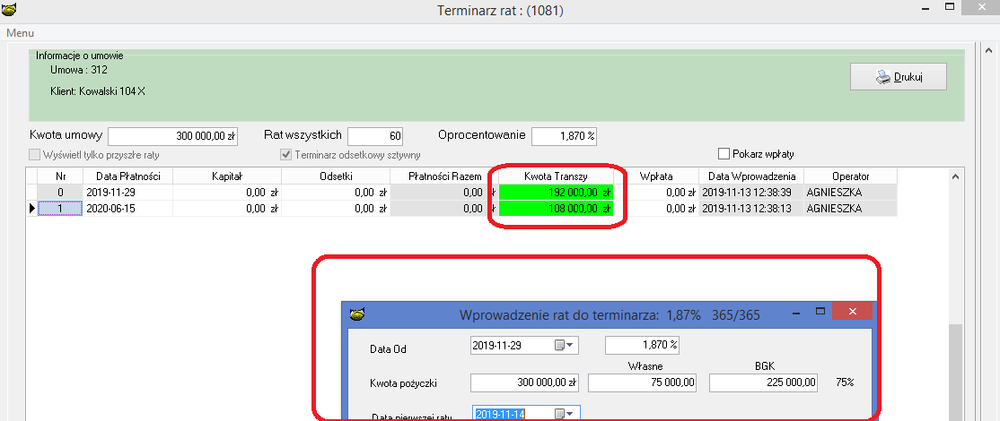 Terminarz rat : (1081)
Menu
Informacje o umowie
Umowa : 312
Klient: Kowalski 104 X
Drukuj
Kwota umowy 300 000,00 zł Rat wszystkich 60 Oprocentowanie 1,870 %
Wyświetl tylko przyszłe raty Terminarz odsetkowy sztywny Pokarz wpłaty
Nr Data Płatności Kapitał Odsetki Płatności Razem Kwota Transzy Wpłata Data Wprowadzenia Operator
0 2019-11-29 0,00 zł 0,00 zł 0,00 zł 192 000,00 zł 0,00 zł 2019-11-13 12:38:39 AGNIESZKA
1 2020-06-15 0,00 zł 0,00 zł 0,00 zł 108 000,00 zł 0,00 zł 2019-11-13 12:38:13 AGNIESZKA
Wprowadzenie rat do terminarza: 1,87% 365/365
Data Od 2019-11-29 1,870 %
Własne BGK
Kwota pożyczki 300 000,00 zł 75 000,00 225 000,00 75%
Data pierwszej raty 2019-11-14